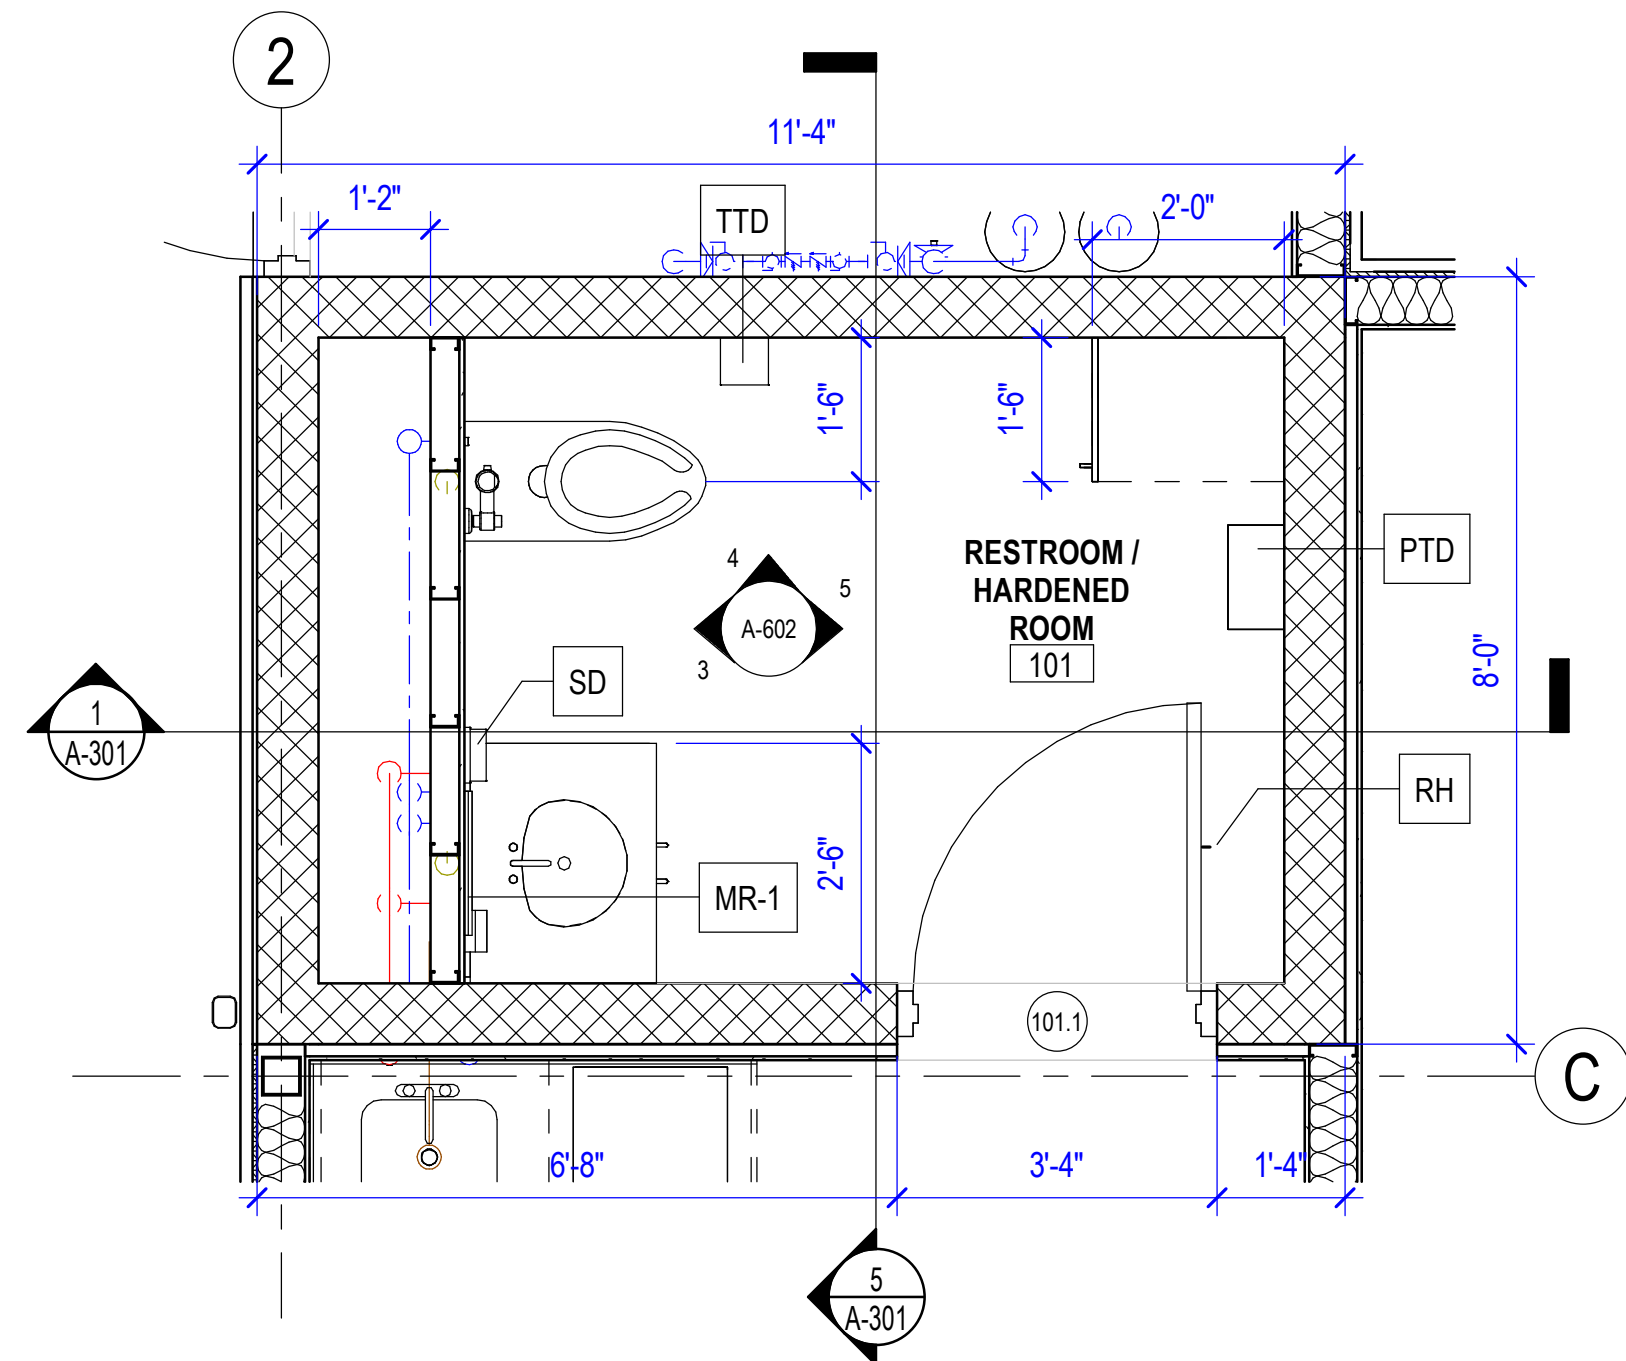 2
11'-4"
1'-2"
TTD
2'-0"
1'-6"
1'-6"
RESTROOM /
HARDENED
ROOM
101
PTD
4
5
A-602
3
SD
8'-0"
1
A-301
RH
2'-6"
MR-1
101.1
C
6'-8"
3'-4"
1'-4"
5
A-301